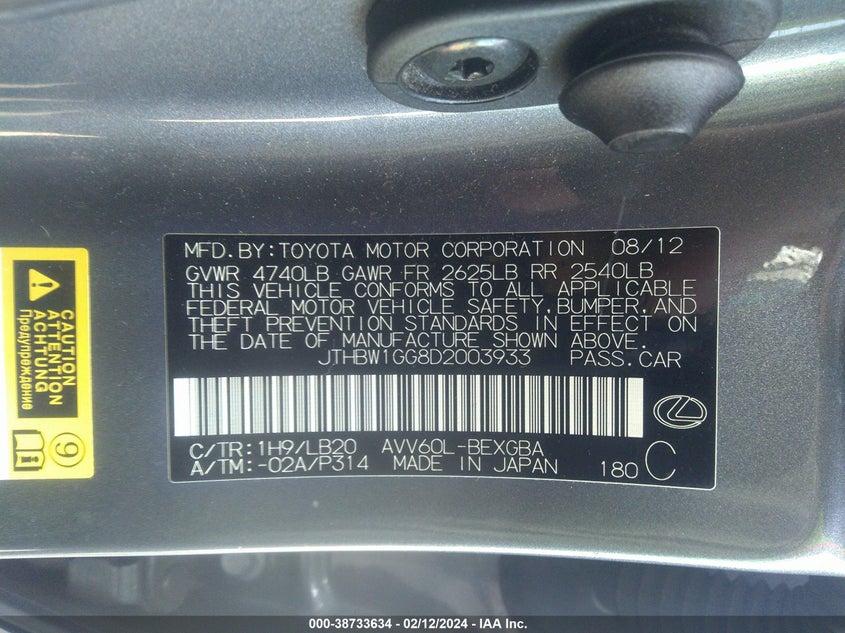 MFD.BY:TOYOTA MOTOR CORPORATION 08/12
GVWR 4740LB GAWR FR 2625LB RR 2540LB
THIS VEHICLE CONFORMS TO ALL APPLICABLE
FEDERAL MOTOR VEHICLE SAFETY,BUMPER,AND
THEFT PREVENTION STANDARDS IN EFFECT ON
THE DATE OF MANUFACTURE SHOWN ABOVE.
JTHBW1GG8D2003933 PASS.CAR
C/TR:1H9/LB20 AVV60L-BEXGBA
A/TM:-02A/P314 MADE IN JAPAN 180 C
CAUTION
ATTENTION
ACHTUNG
Предупреждение
9
000-38733634 - 02/12/2024 - IAA Inc.